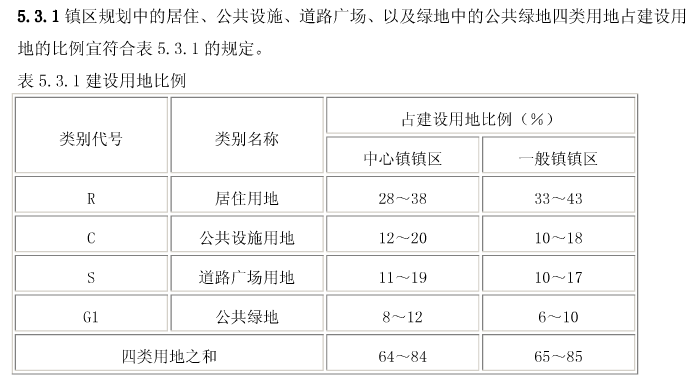 5.3.1 镇区规划中的居住、公共设施、道路广场、以及绿地中的公共绿地四类用地占建设用
地的比例宜符合表 5.3.1 的规定。
表 5.3.1 建设用地比例
类别代号 类别名称 占建设用地比例（%）
中心镇镇区 一般镇镇区
R 居住用地 28～38 33～43
C 公共设施用地 12～20 10～18
S 道路广场用地 11～19 10～17
G1 公共绿地 8～12 6～10
四类用地之和 64～84 65～85